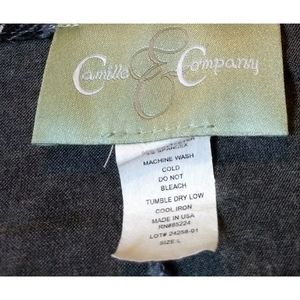 Camille & Company
SPANDEX
MACHINE WASH
COLD
DO NOT
BLEACH
TUMBLE DRY LOW
COOL IRON
MADE IN USA
RN#85224
LOT# 24258-01
SIZE: L